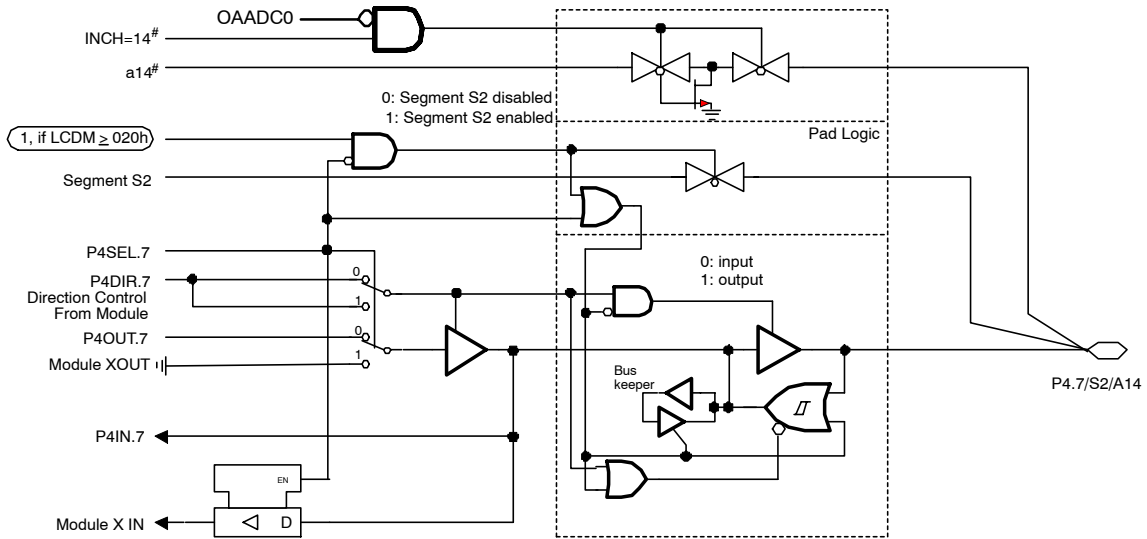 OAADC0
INCH=14#
a14#
0: Segment S2 disabled
1: Segment S2 enabled
Pad Logic
1, if LCDM ≥ 020h
Segment S2
P4SEL.7
P4DIR.7
0
Direction Control
From Module
1
0: input
1: output
P4OUT.7
0
Module XOUT
1
Bus
keeper
P4.7/S2/A14
P4IN.7
EN
Module X IN
D